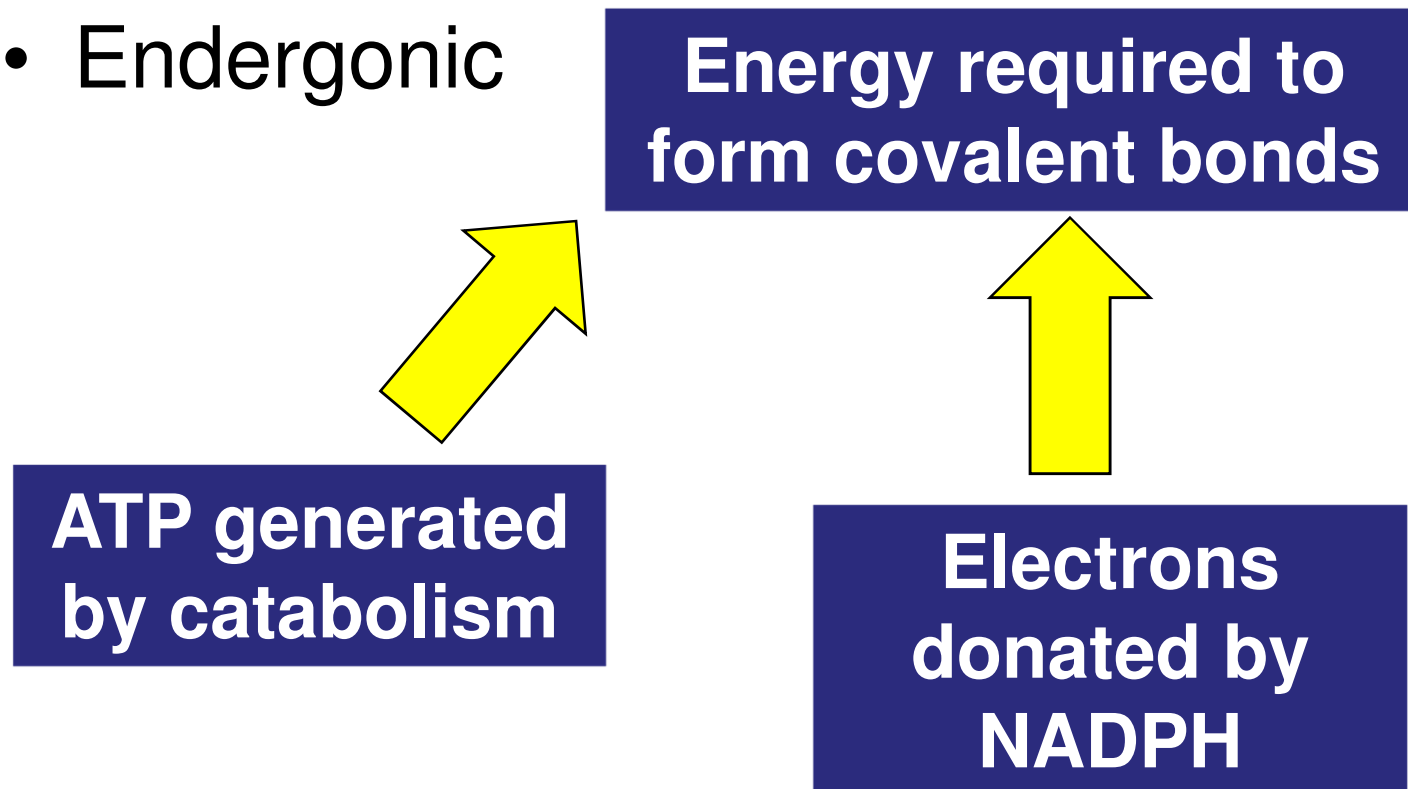 • Endergonic
Energy required to
form covalent bonds
ATP generated
by catabolism
Electrons
donated by
NADPH